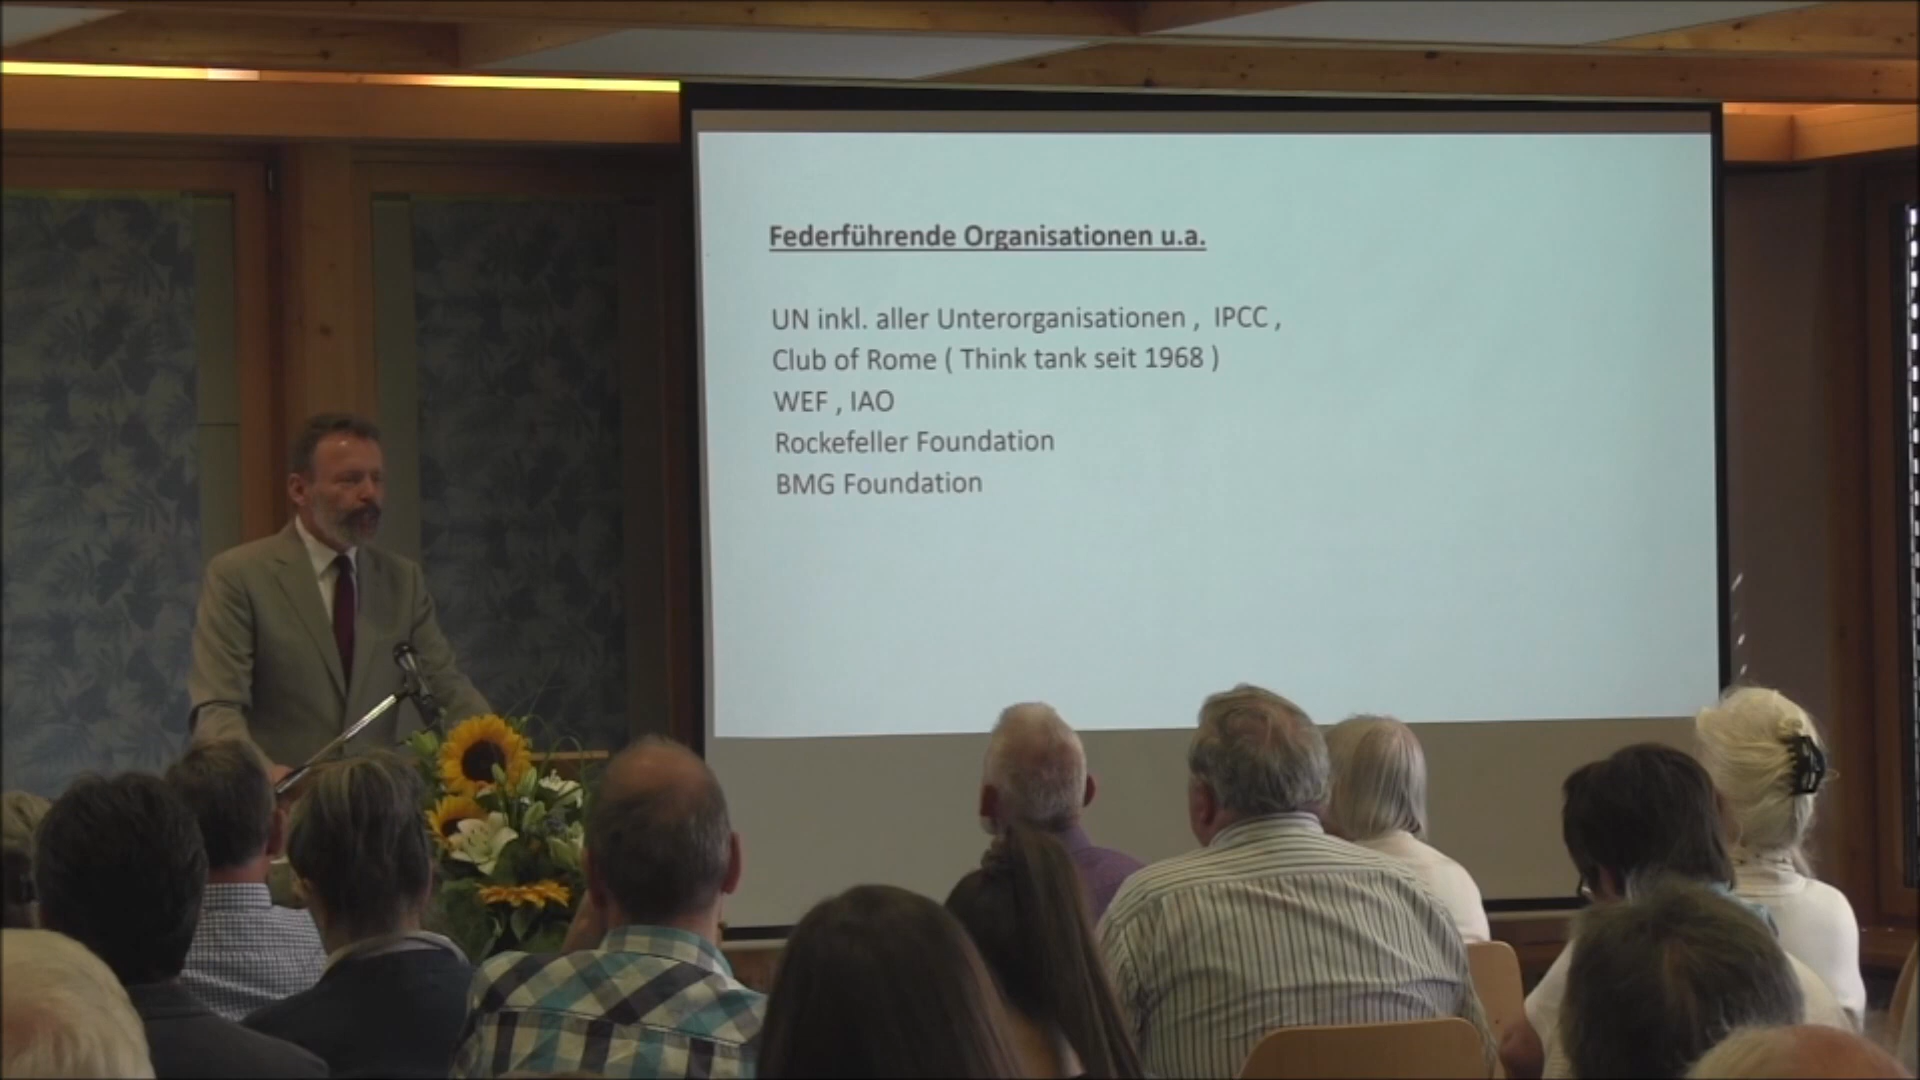 Federführende Organisationen u.a.
UN inkl. aller Unterorganisationen , IPCC ,
Club of Rome ( Think tank seit 1968 )
WEF , IAO
Rockefeller Foundation
BMG Foundation